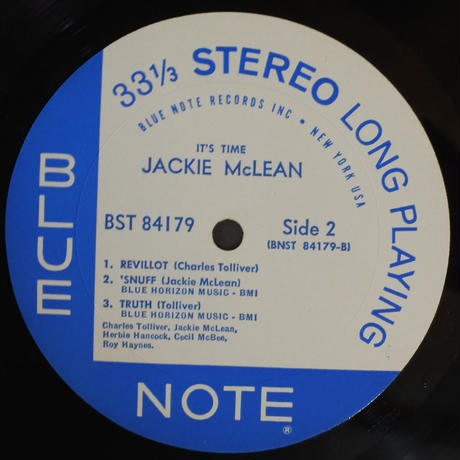 33⅓ STEREO LONG PLAYING
BLUE NOTE RECORDS INC • NEW YORK USA
IT'S TIME
JACKIE McLEAN
BST 84179
Side 2
(BNST 84179-B)
1. REVILLOT (Charles Tolliver)
2. 'SNUFF (Jackie McLean)
BLUE HORIZON MUSIC - BMI
3. TRUTH (Tolliver)
BLUE HORIZON MUSIC - BMI
Charles Tolliver, Jackie McLean,
Herbie Hancock, Cecil McBee,
Roy Haynes.
BLUE
NOTE
®